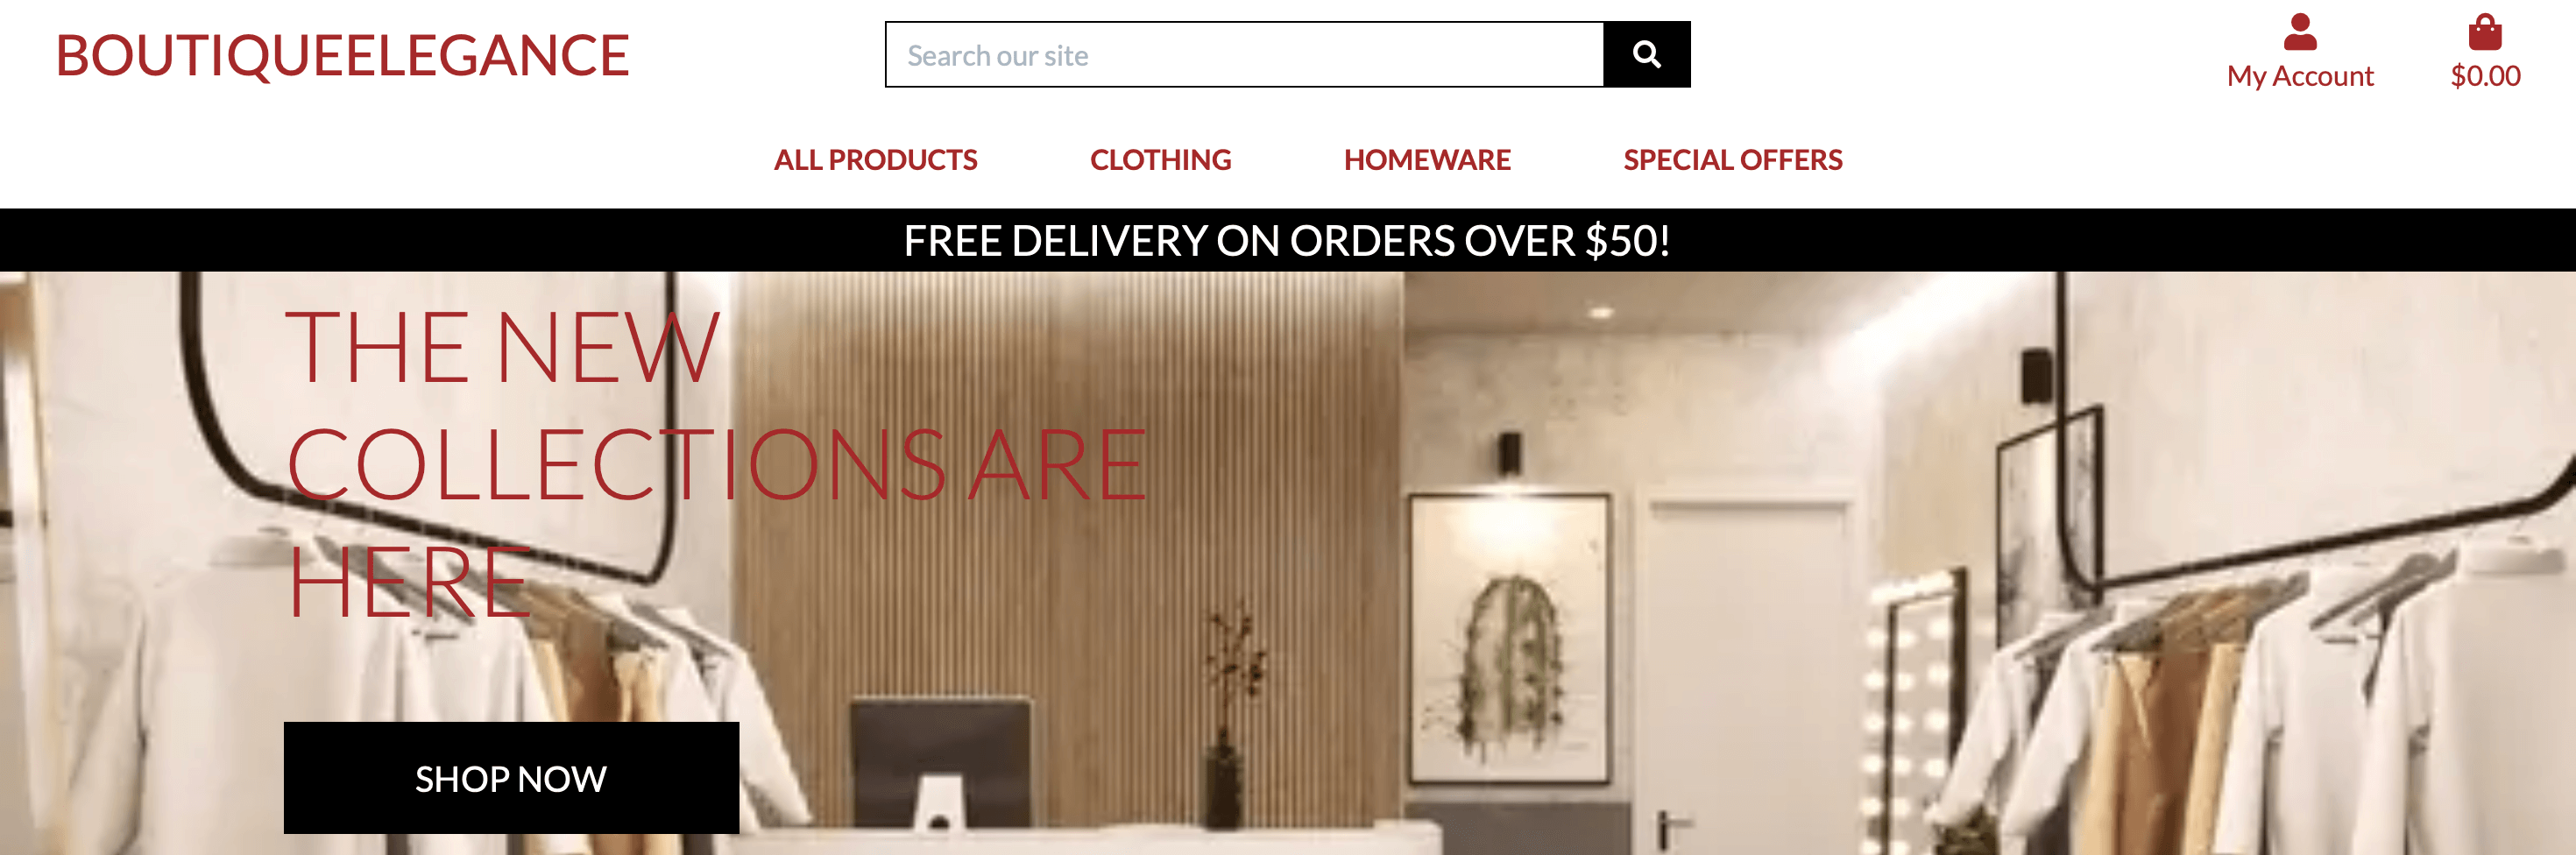 BOUTIQUEELEGANCE
Search our site
My Account
$0.00
ALL PRODUCTS
CLOTHING
HOMEWARE
SPECIAL OFFERS
FREE DELIVERY ON ORDERS OVER $50!
THE NEW
COLLECTIONS ARE
HERE
SHOP NOW